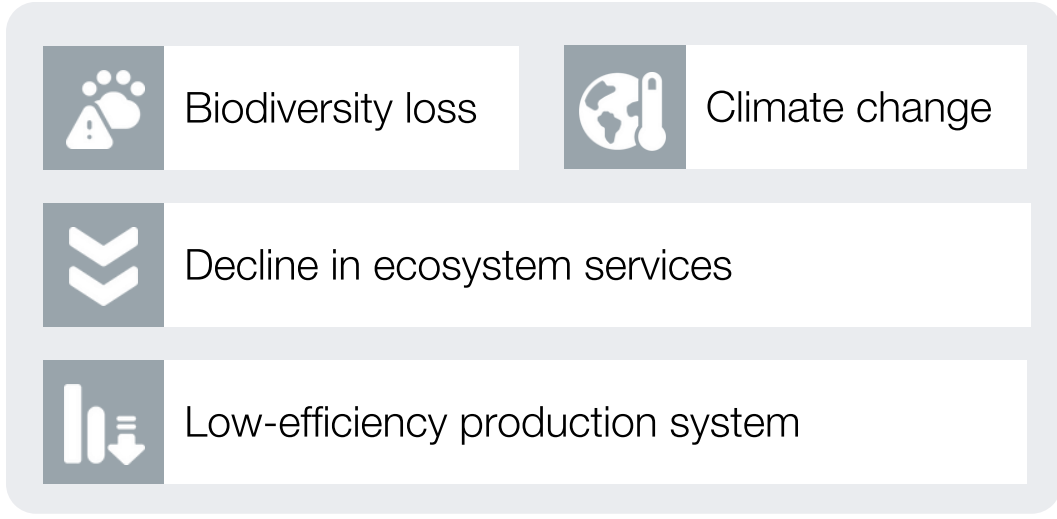 Biodiversity loss
Climate change
Decline in ecosystem services
Low-efficiency production system